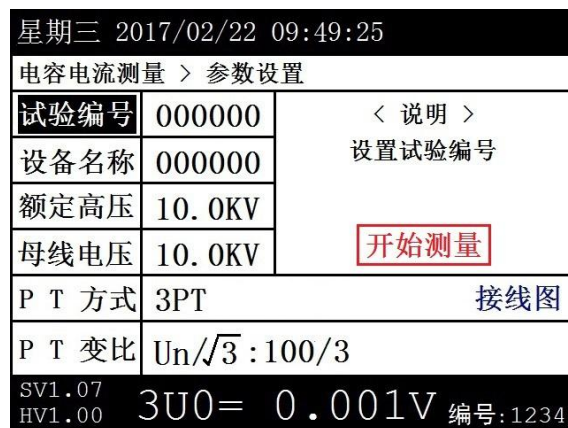 星期三 2017/02/22 09:49:25
电容电流测量 > 参数设置
试验编号 000000
设备名称 000000
额定高压 10.0KV
母线电压 10.0KV
< 说明 >
设置试验编号
开始测量
PT 方式 3PT 接线图
PT 变比 Un/√3:100/3
SV1.07
HV1.00
3U0= 0.001V 编号:1234